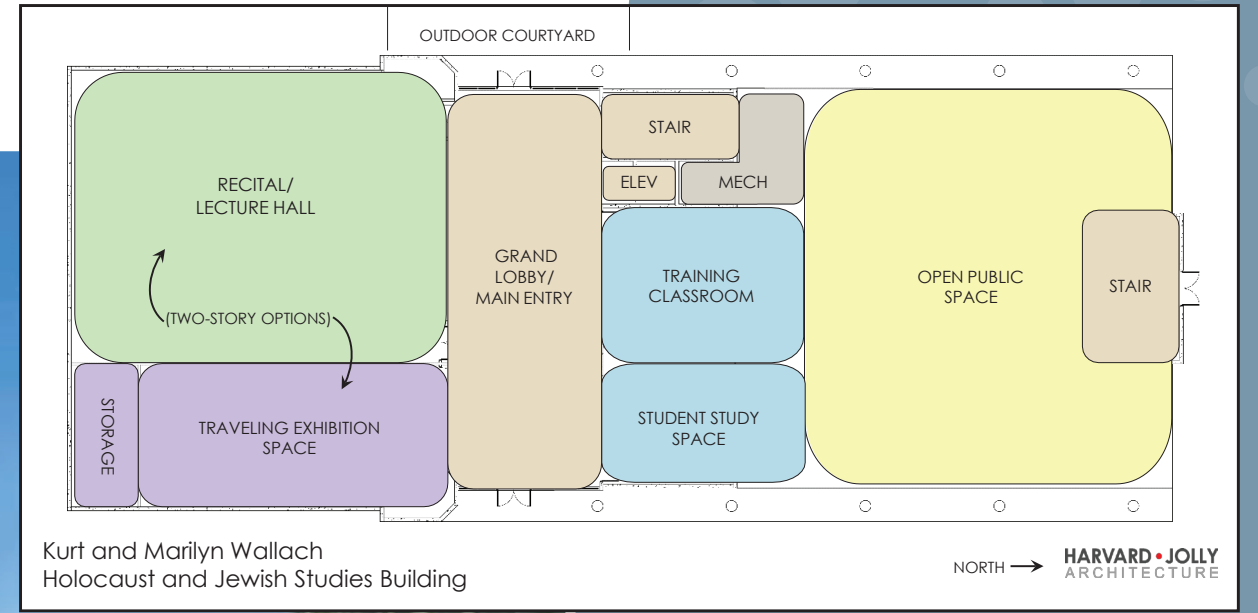 OUTDOOR COURTYARD
STAIR
ELEV
MECH
RECITAL/
LECTURE HALL
GRAND
LOBBY/
MAIN ENTRY
TRAINING
CLASSROOM
OPEN PUBLIC
SPACE
STAIR
(TWO-STORY OPTIONS)
STORAGE
TRAVELING EXHIBITION
SPACE
STUDENT STUDY
SPACE
Kurt and Marilyn Wallach
Holocaust and Jewish Studies Building
NORTH
HARVARD•JOLLY
ARCHITECTURE